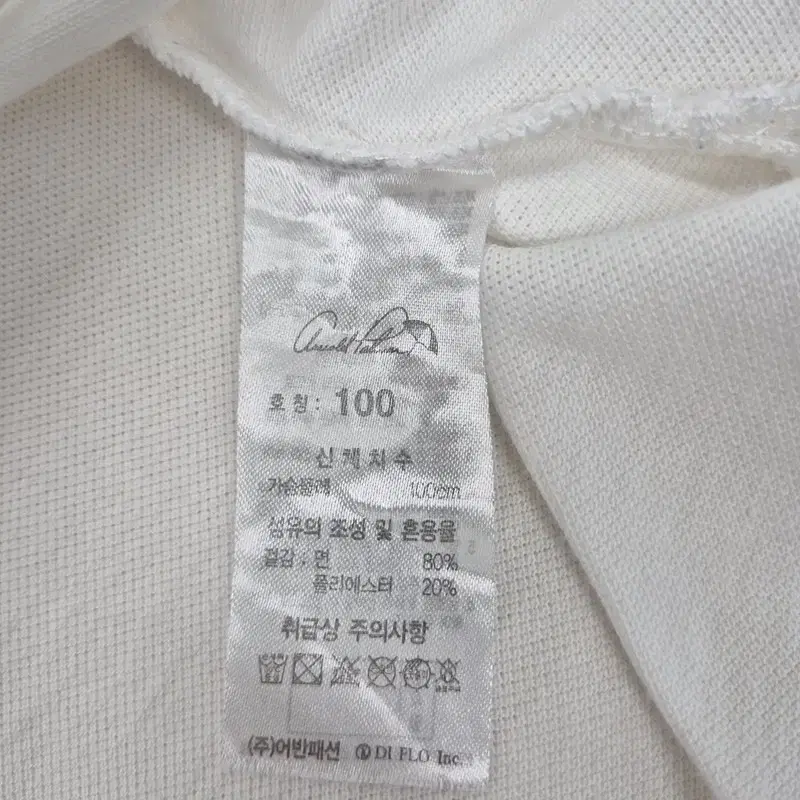 Arnold Palmer
호칭: 100
신체치수
가슴둘레 100cm
섬유의 조성 및 혼용율
겉감 : 면 80%
폴리에스터 20%
취급상 주의사항
(주)어반패션 DI FLO Inc.